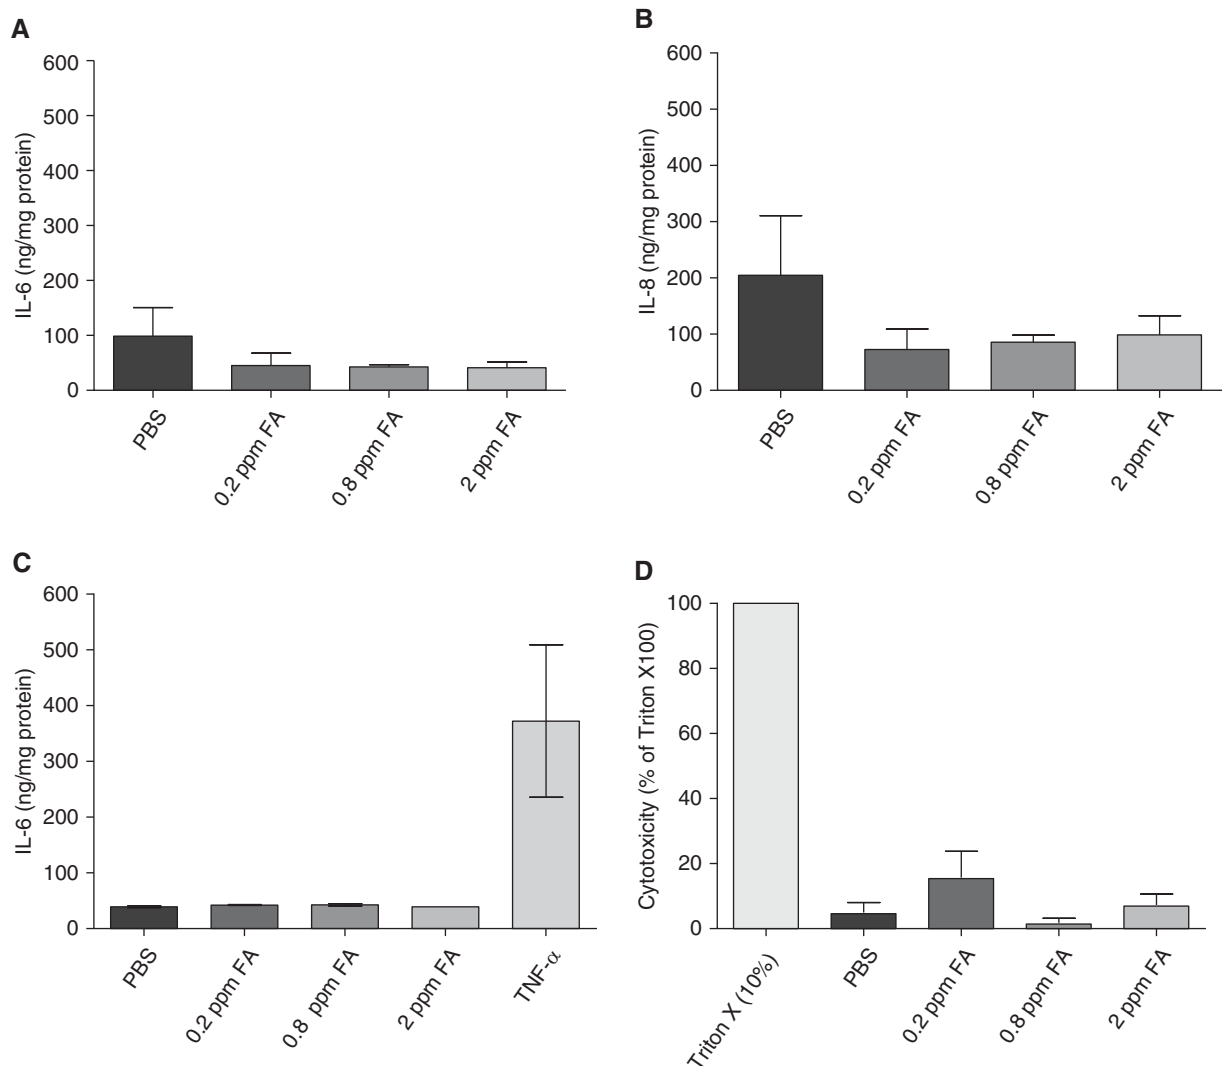 A
600
500
400
300
200
100
0
IL-6 (ng/mg protein)
PBS
0.2 ppm FA
0.8 ppm FA
2 ppm FA
B
600
500
400
300
200
100
0
IL-8 (ng/mg protein)
PBS
0.2 ppm FA
0.8 ppm FA
2 ppm FA
C
600
500
400
300
200
100
0
IL-6 (ng/mg protein)
PBS
0.2 ppm FA
0.8 ppm FA
2 ppm FA
TNF-α
D
100
80
60
40
20
0
Cytotoxicity (% of Triton X100)
Triton X (10%)
PBS
0.2 ppm FA
0.8 ppm FA
2 ppm FA